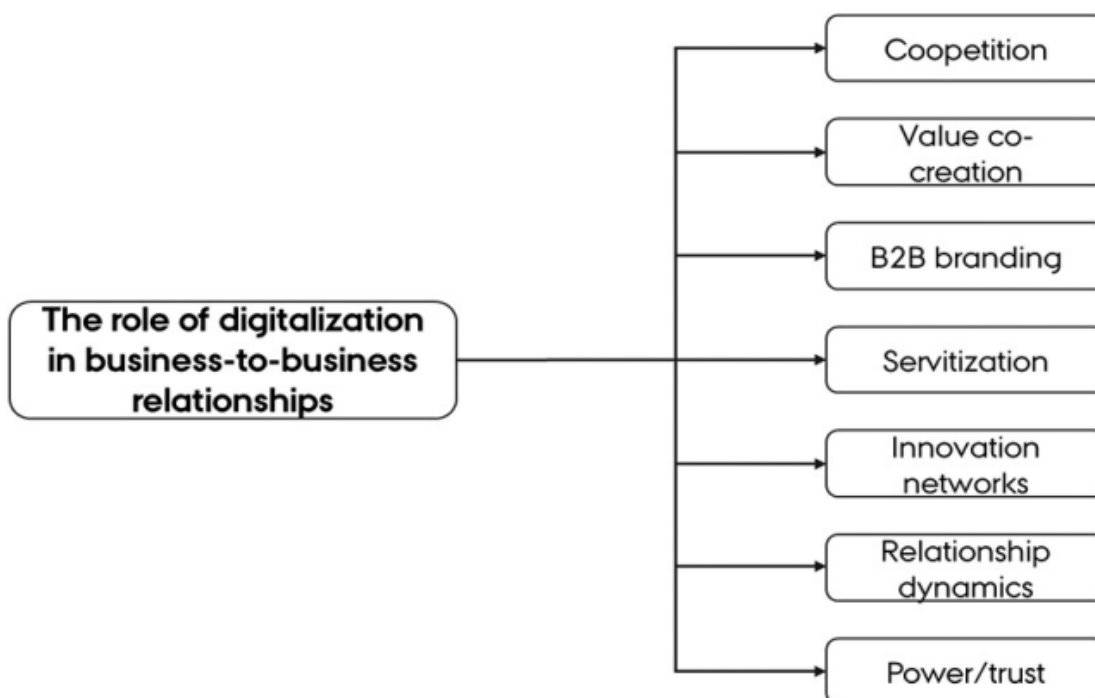 The role of digitalization
in business-to-business
relationships
Coopetition
Value co-
creation
B2B branding
Servitization
Innovation
networks
Relationship
dynamics
Power/trust